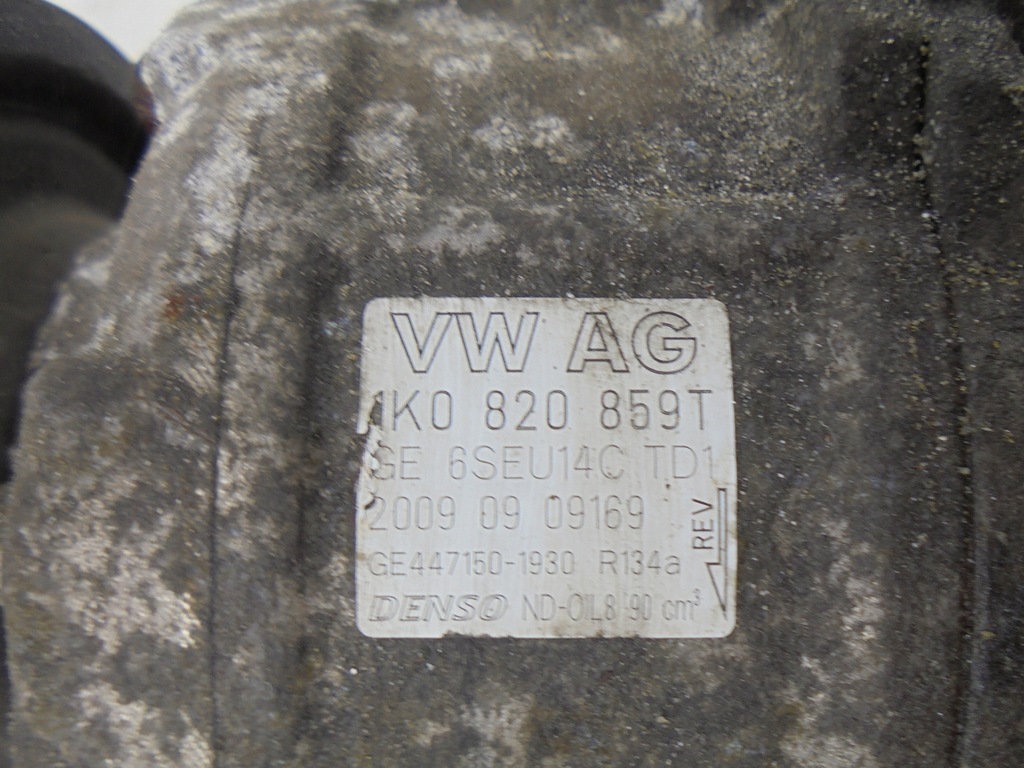 VW AG
1K0 820 859T
GE 6SEU14C TD1
2009 09 09169
GE447150-1930 R134a
DENSO ND-OIL8 90 cm³
REV